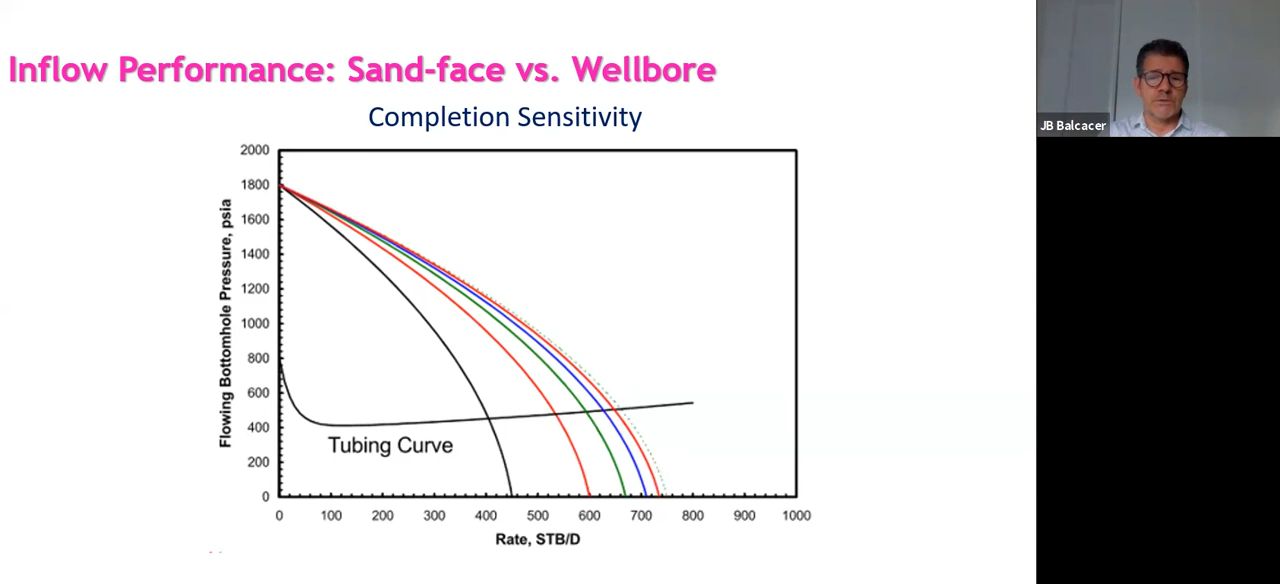 Inflow Performance: Sand-face vs. Wellbore
JB Balcacer
Completion Sensitivity
2000
1800
1600
1400
1200
1000
800
600
400
200
0
Flowing Bottomhole Pressure, psia
Tubing Curve
0 100 200 300 400 500 600 700 800 900 1000
Rate, STB/D